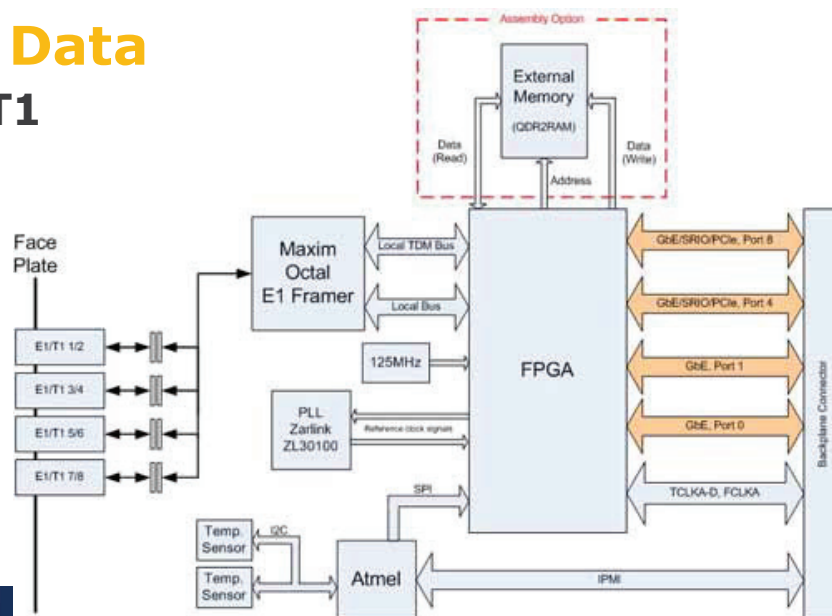 Data
T1
Assembly Option
External
Memory
(QDR2RAM)
Data
(Read)
Data
(Write)
Address
Face
Plate
Maxim
Octal
E1 Framer
Local TDM Bus
Local Bus
GbE/SRIO/PCIe, Port 8
GbE/SRIO/PCIe, Port 4
E1/T1 1/2
E1/T1 3/4
E1/T1 5/6
E1/T1 7/8
125MHz
FPGA
GbE, Port 1
GbE, Port 0
Backplane Connector
PLL
Zarlink
ZL30100
Reference clock signals
TCLKA-D, FCLKA
SPI
Temp.
Sensor
I2C
Temp.
Sensor
Atmel
IPMI